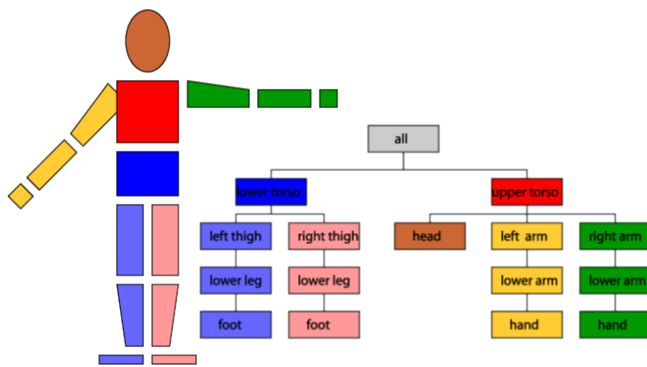 all
lower torso
upper torso
left thigh
right thigh
head
left arm
right arm
lower leg
lower leg
lower arm
lower arm
foot
foot
hand
hand